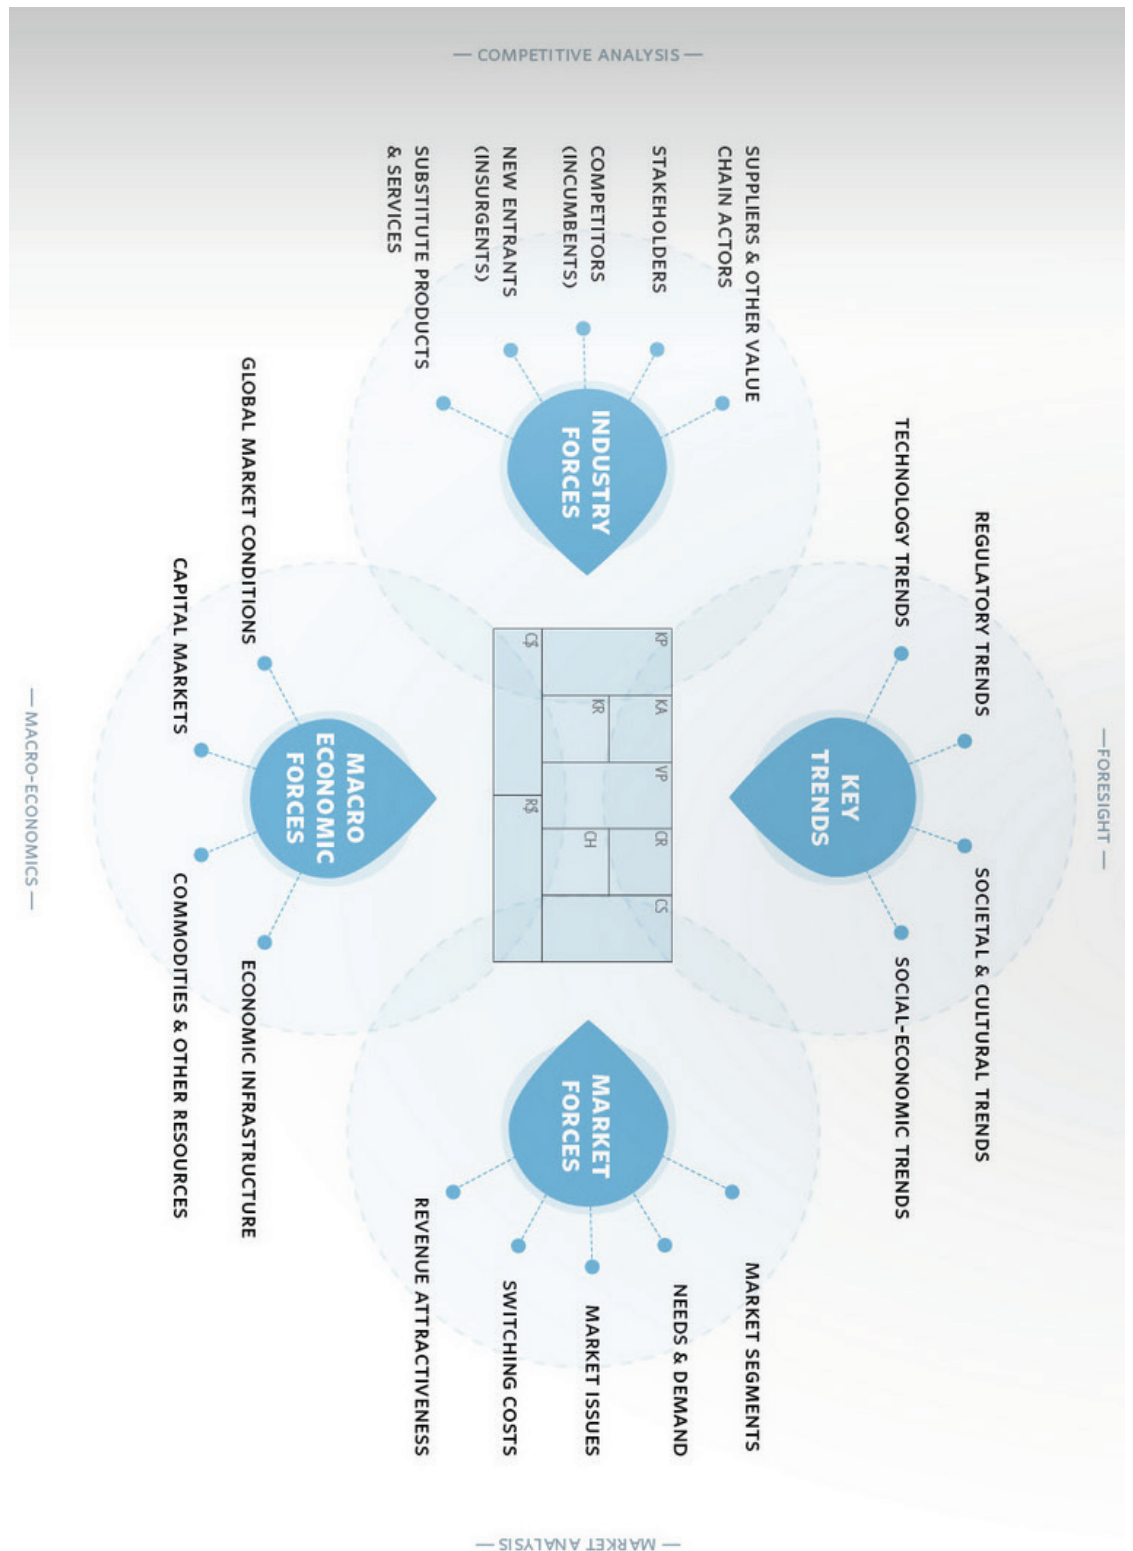 — FORESIGHT —
REGULATORY TRENDS
SOCIETAL & CULTURAL TRENDS
TECHNOLOGY TRENDS
SOCIAL-ECONOMIC TRENDS
KEY
TRENDS
— COMPETITIVE ANALYSIS —
SUPPLIERS & OTHER VALUE
CHAIN ACTORS
STAKEHOLDERS
COMPETITORS
(INCUMBENTS)
NEW ENTRANTS
(INSURGENTS)
SUBSTITUTE PRODUCTS
& SERVICES
INDUSTRY
FORCES
KP
KA
VP
CR
CS
KR
CH
C$
R$
MARKET
FORCES
MARKET SEGMENTS
NEEDS & DEMAND
MARKET ISSUES
SWITCHING COSTS
REVENUE ATTRACTIVENESS
— MARKET ANALYSIS —
MACRO
ECONOMIC
FORCES
GLOBAL MARKET CONDITIONS
ECONOMIC INFRASTRUCTURE
CAPITAL MARKETS
COMMODITIES & OTHER RESOURCES
— MACRO-ECONOMICS —